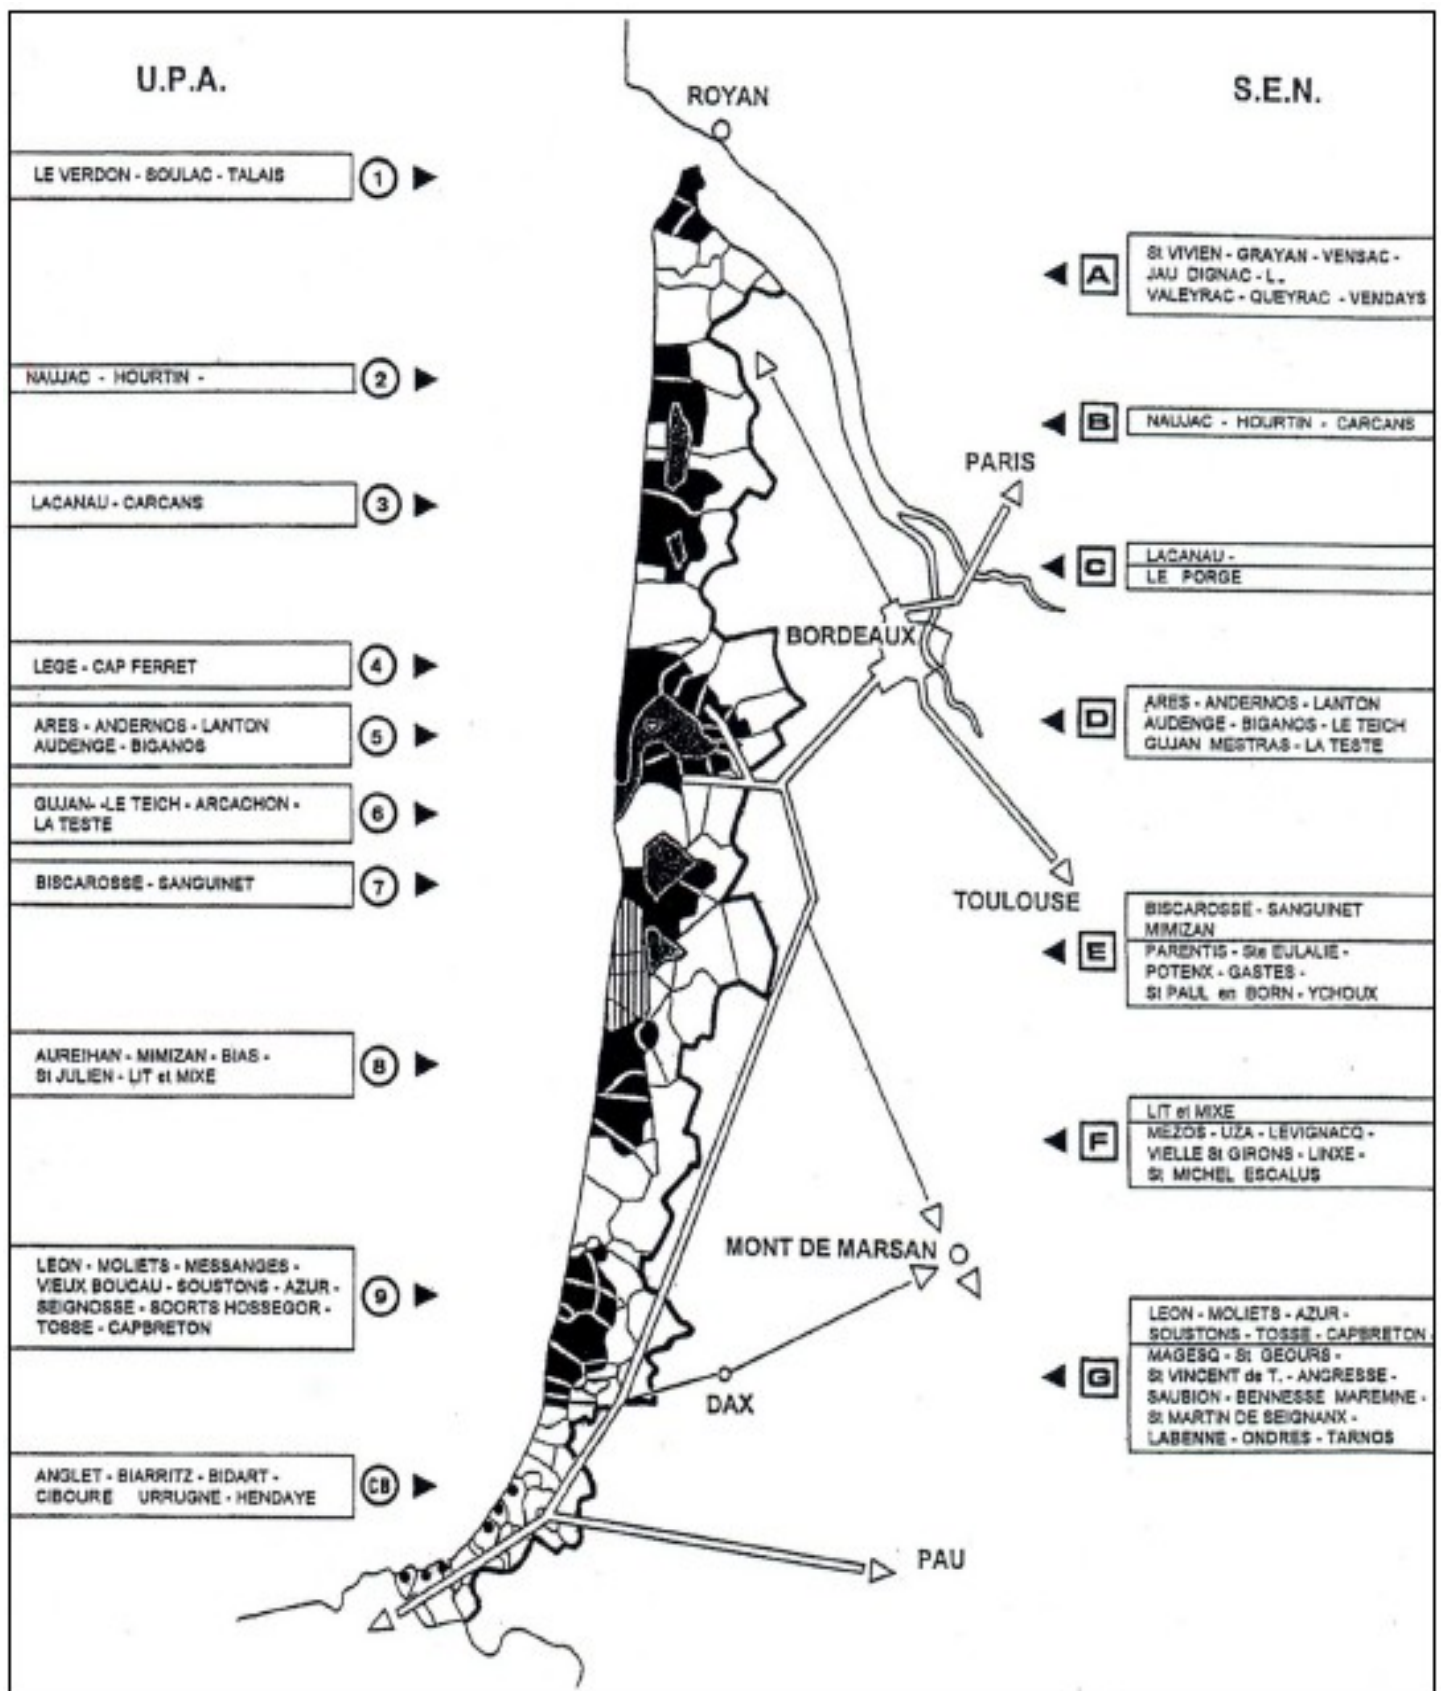 U.P.A.
S.E.N.
ROYAN
LE VERDON - SOULAC - TALAIS
1
A
St VIVIEN - GRAYAN - VENSAC -
JAU DIGNAC - L.
VALEYRAC - QUEYRAC - VENDAYS
NAUJAC - HOURTIN -
2
B
NAUJAC - HOURTIN - CARCANS
PARIS
LACANAU - CARCANS
3
C
LACANAU -
LE PORGE
BORDEAUX
LEGE - CAP FERRET
4
ARES - ANDERNOS - LANTON
AUDENGE - BIGANOS
5
D
ARES - ANDERNOS - LANTON
AUDENGE - BIGANOS - LE TEICH
GUJAN MESTRAS - LA TESTE
GUJAN- -LE TEICH - ARCACHON -
LA TESTE
6
BISCAROSSE - SANGUINET
7
TOULOUSE
E
BISCAROSSE - SANGUINET
MIMIZAN
PARENTIS - Ste EULALIE -
POTENX - GASTES -
St PAUL en BORN - YCHOUX
AUREIHAN - MIMIZAN - BIAS -
St JULIEN - LIT et MIXE
8
F
LIT et MIXE
MEZOS - UZA - LEVIGNACQ -
VIELLE St GIRONS - LINXE -
St MICHEL ESCALUS
MONT DE MARSAN
LEON - MOLIETS - MESSANGES -
VIEUX BOUCAU - SOUSTONS - AZUR -
SEIGNOSSE - SOORTS HOSSEGOR -
TOSSE - CAPBRETON
9
G
LEON - MOLIETS - AZUR -
SOUSTONS - TOSSE - CAPBRETON -
MAGESQ - St GEOURS -
St VINCENT de T. - ANGRESSE -
SAUBION - BENNESSE MAREMNE -
St MARTIN DE SEIGNANX -
LABENNE - ONDRES - TARNOS
DAX
ANGLET - BIARRITZ - BIDART -
CIBOURE URRUGNE - HENDAYE
CB
PAU